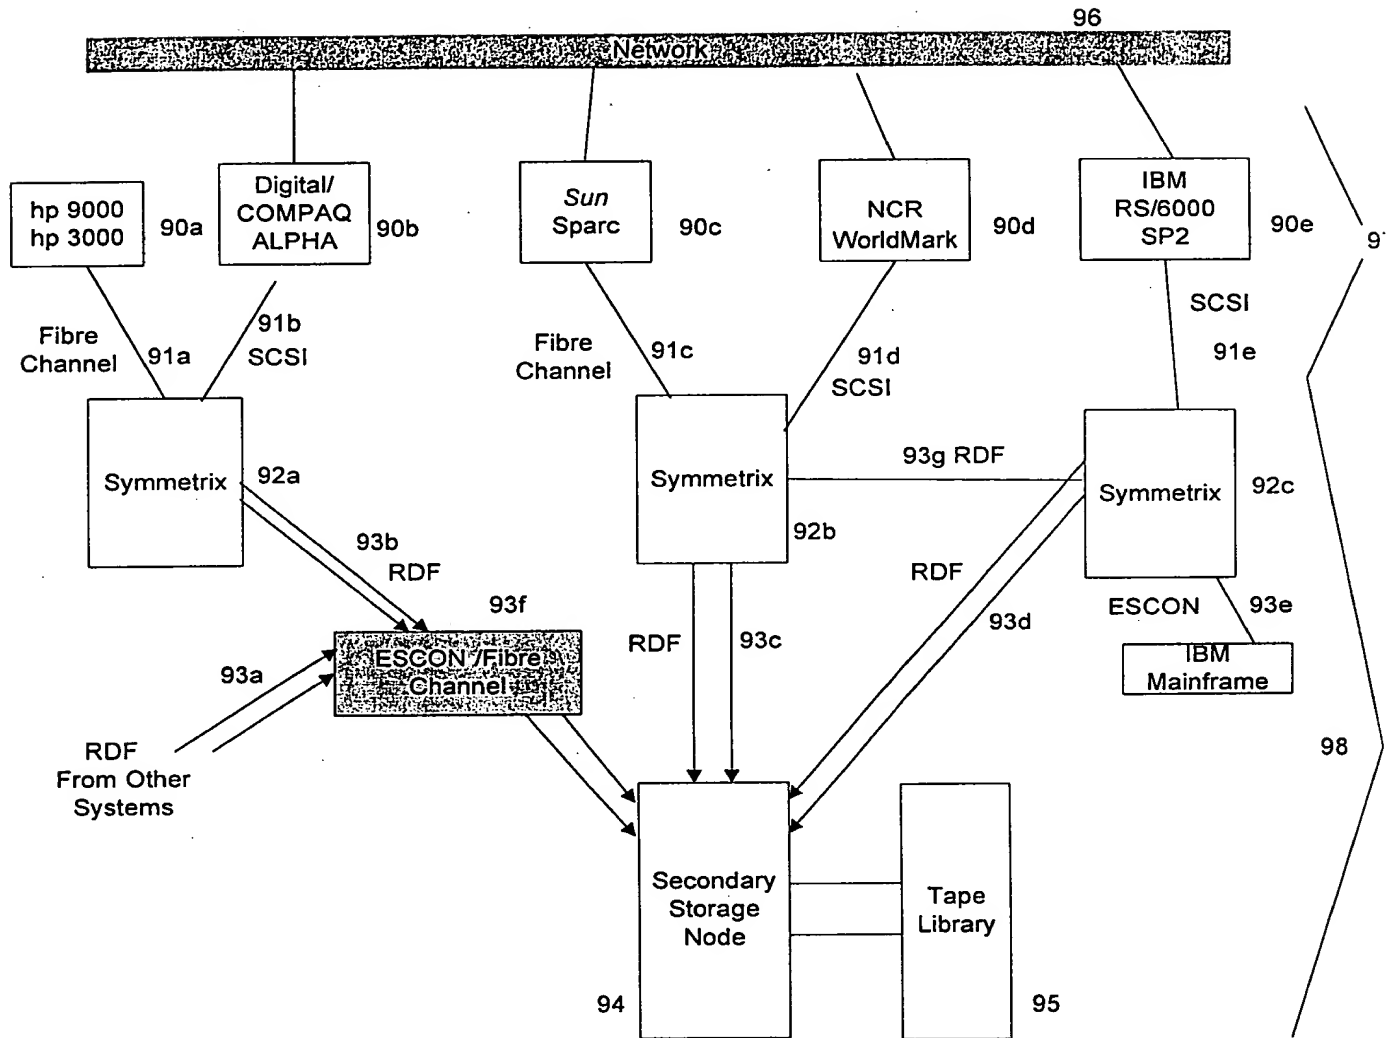 96
Network
hp 9000
hp 3000
90a
Digital/
COMPAQ
ALPHA
90b
Sun
Sparc
90c
NCR
WorldMark
90d
IBM
RS/6000
SP2
90e
9
Fibre
Channel
91a
91b
SCSI
Fibre
Channel
91c
91d
SCSI
SCSI
91e
Symmetrix
92a
Symmetrix
92b
93g RDF
Symmetrix
92c
93b
RDF
93f
ESCON /Fibre
Channel
93a
RDF
From Other
Systems
RDF
93c
RDF
93d
ESCON
93e
IBM
Mainframe
98
Secondary
Storage
Node
94
Tape
Library
95